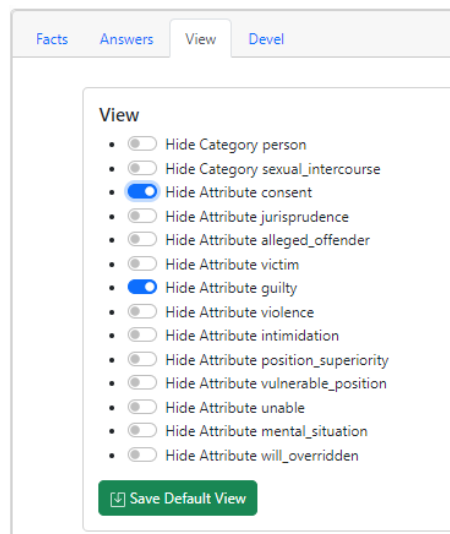 Facts Answers View Devel
View
Hide Category person
Hide Category sexual_intercourse
Hide Attribute consent
Hide Attribute jurisprudence
Hide Attribute alleged_offender
Hide Attribute victim
Hide Attribute guilty
Hide Attribute violence
Hide Attribute intimidation
Hide Attribute position_superiority
Hide Attribute vulnerable_position
Hide Attribute unable
Hide Attribute mental_situation
Hide Attribute will_overridden
Save Default View